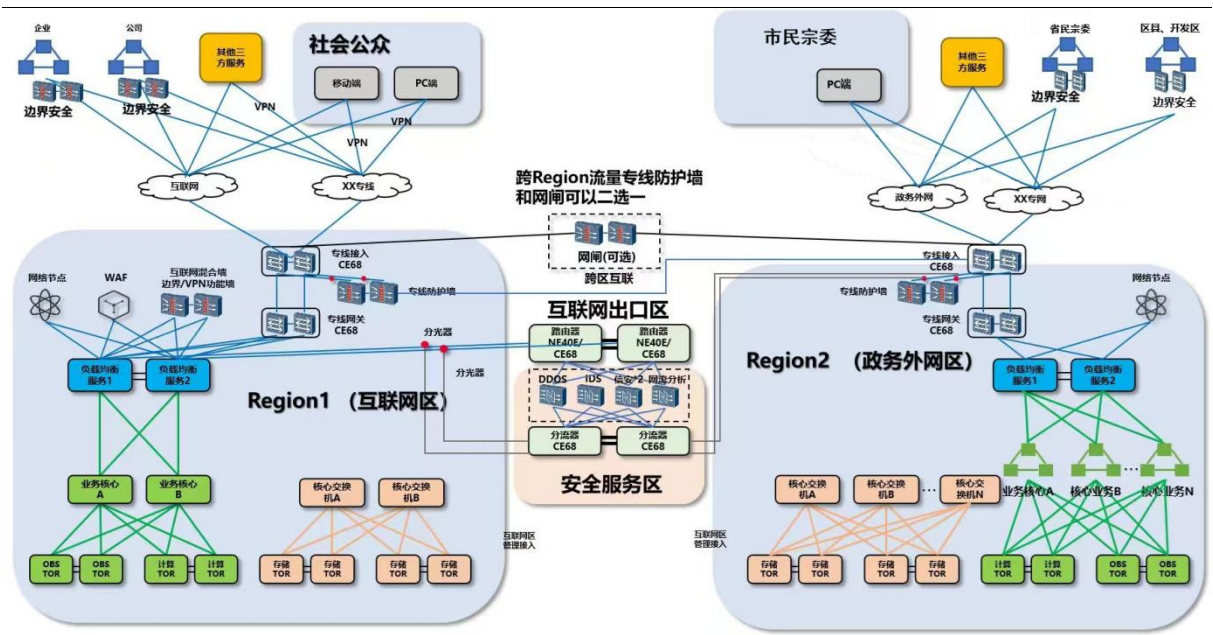 企业
公司
其他三
方服务
社会公众
移动端
PC端
边界安全
边界安全
VPN
VPN
VPN
互联网
XX专线
市民宗委
PC端
其他三
方服务
省民宗委
区县、开发区
边界安全
边界安全
政务外网
XX专网
跨Region流量专线防护墙
和网闸可以二选一
网闸(可选)
跨区互联
网络节点
WAF
互联网混合墙
边界/VPN功能墙
专线接入
CE68
专线防护墙
专线网关
CE68
分光器
分光器
负载均衡
服务1
负载均衡
服务2
Region1 (互联网区)
业务核心
A
业务核心
B
核心交换
机A
核心交换
机B
OBS
TOR
OBS
TOR
计算
TOR
计算
TOR
存储
TOR
存储
TOR
存储
TOR
存储
TOR
互联网区
管理接入
互联网出口区
路由器
NE40E/
CE68
路由器
NE40E/
CE68
DDOS
IDS
信安*2
网流分析
分流器
CE68
分流器
CE68
安全服务区
互联网区
管理接入
专线接入
CE68
专线防护墙
专线网关
CE68
网络节点
Region2 (政务外网区)
负载均衡
服务1
负载均衡
服务2
核心交换
机A
核心交换
机B
...
核心交
换机N
业务核心A
核心业务B
...
核心业务N
存储
TOR
存储
TOR
存储
TOR
存储
TOR
计算
TOR
计算
TOR
OBS
TOR
OBS
TOR